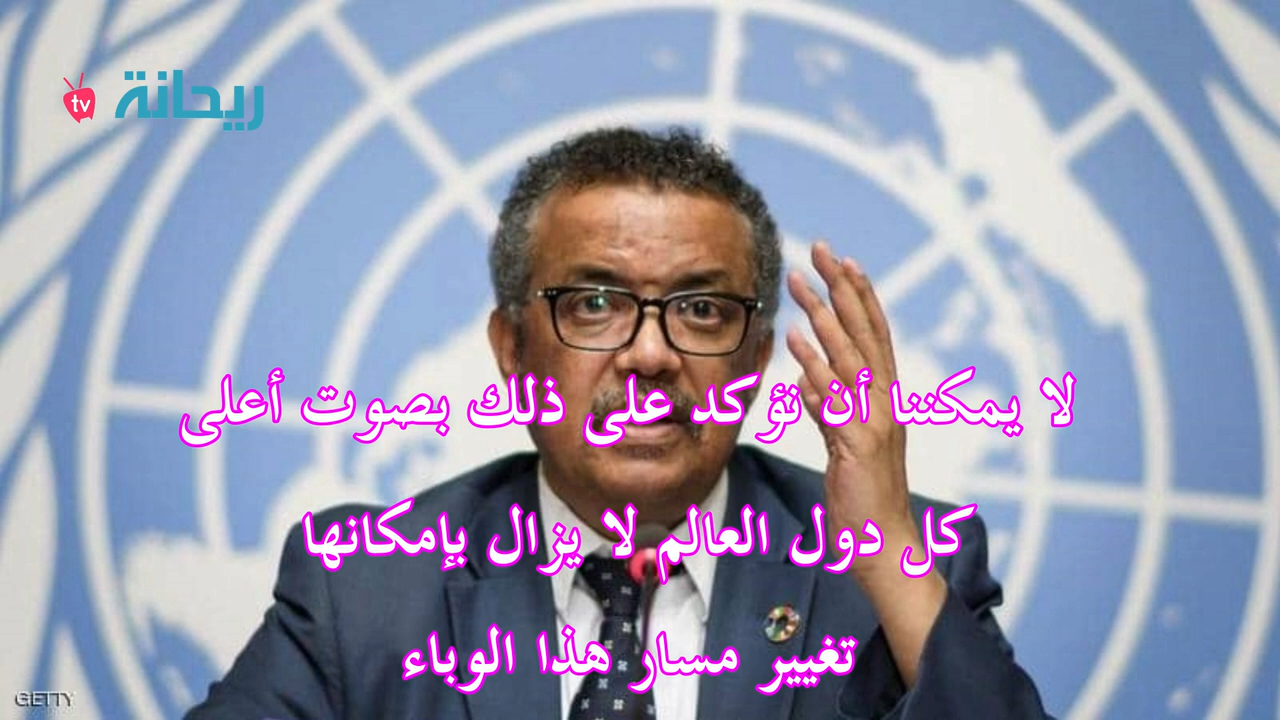 ريحانة
tv
لا يمكننا أن نؤكد على ذلك بصوت أعلى
كل دول العالم لا يزال بإمكانها
تغيير مسار هذا الوباء
GETTY